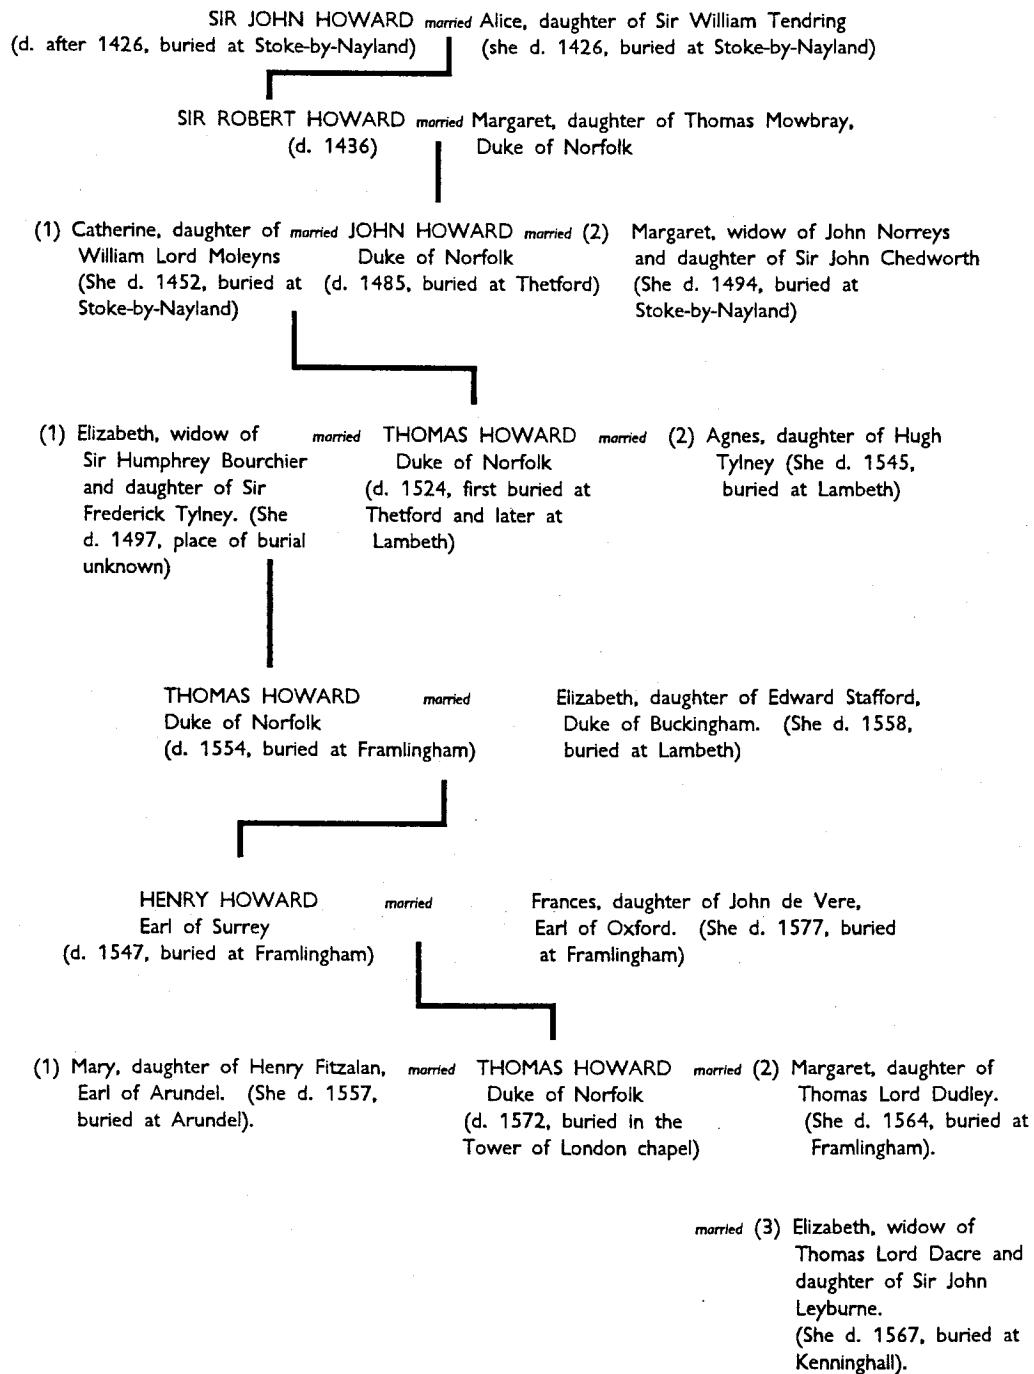 SIR JOHN HOWARD married Alice, daughter of Sir William Tendring
(d. after 1426, buried at Stoke-by-Nayland) (she d. 1426, buried at Stoke-by-Nayland)
SIR ROBERT HOWARD married Margaret, daughter of Thomas Mowbray,
(d. 1436) Duke of Norfolk
(1) Catherine, daughter of married JOHN HOWARD married (2) Margaret, widow of John Norreys
William Lord Moleyns Duke of Norfolk and daughter of Sir John Chedworth
(She d. 1452, buried at (d. 1485, buried at Thetford) (She d. 1494, buried at
Stoke-by-Nayland) Stoke-by-Nayland)
(1) Elizabeth, widow of married THOMAS HOWARD married (2) Agnes, daughter of Hugh
Sir Humphrey Bourchier Duke of Norfolk Tylney (She d. 1545,
and daughter of Sir (d. 1524, first buried at buried at Lambeth)
Frederick Tylney. (She Thetford and later at
d. 1497, place of burial Lambeth)
unknown)
THOMAS HOWARD married Elizabeth, daughter of Edward Stafford,
Duke of Norfolk Duke of Buckingham. (She d. 1558,
(d. 1554, buried at Framlingham) buried at Lambeth)
HENRY HOWARD married Frances, daughter of John de Vere,
Earl of Surrey Earl of Oxford. (She d. 1577, buried
(d. 1547, buried at Framlingham) at Framlingham)
(1) Mary, daughter of Henry Fitzalan, married THOMAS HOWARD married (2) Margaret, daughter of
Earl of Arundel. (She d. 1557, Duke of Norfolk Thomas Lord Dudley.
buried at Arundel). (d. 1572, buried in the (She d. 1564, buried at
Tower of London chapel) Framlingham).
married (3) Elizabeth, widow of
Thomas Lord Dacre and
daughter of Sir John
Leyburne.
(She d. 1567, buried at
Kenninghall).